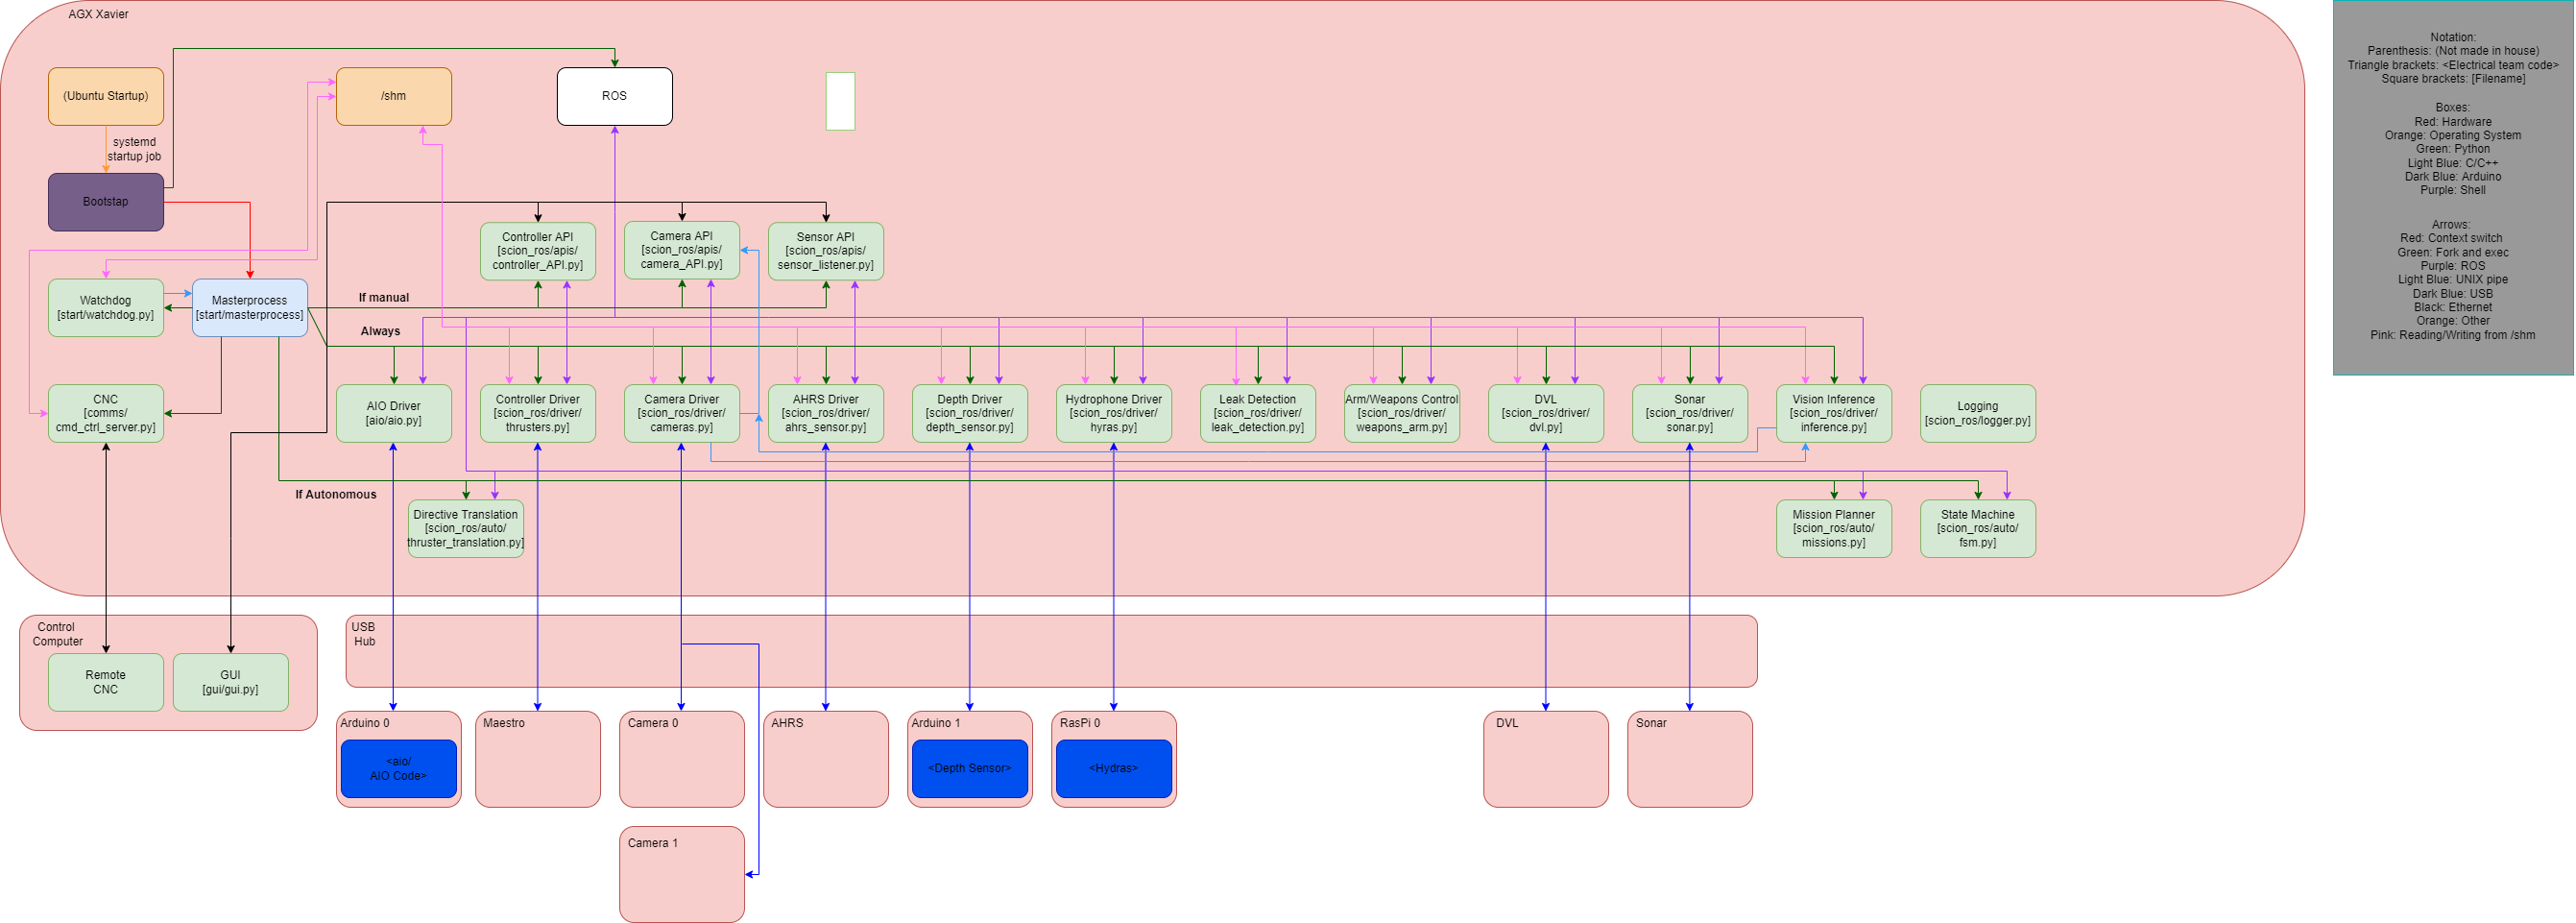 AGX Xavier
(Ubuntu Startup)
/shm
ROS
systemd
startup job
Bootstap
Controller API
[scion_ros/apis/
controller_API.py]
Camera API
[scion_ros/apis/
camera_API.py]
Sensor API
[scion_ros/apis/
sensor_listener.py]
Watchdog
[start/watchdog.py]
Masterprocess
[start/masterprocess]
If manual
Always
CNC
[comms/
cmd_ctrl_server.py]
AIO Driver
[aio/aio.py]
Controller Driver
[scion_ros/driver/
thrusters.py]
Camera Driver
[scion_ros/driver/
cameras.py]
AHRS Driver
[scion_ros/driver/
ahrs_sensor.py]
Depth Driver
[scion_ros/driver/
depth_sensor.py]
Hydrophone Driver
[scion_ros/driver/
hyras.py]
Leak Detection
[scion_ros/driver/
leak_detection.py]
Arm/Weapons Control
[scion_ros/driver/
weapons_arm.py]
DVL
[scion_ros/driver/
dvl.py]
Sonar
[scion_ros/driver/
sonar.py]
Vision Inference
[scion_ros/driver/
inference.py]
Logging
[scion_ros/logger.py]
If Autonomous
Directive Translation
[scion_ros/auto/
thruster_translation.py]
Mission Planner
[scion_ros/auto/
missions.py]
State Machine
[scion_ros/auto/
fsm.py]
Control
Computer
Remote
CNC
GUI
[gui/gui.py]
USB
Hub
Arduino 0
<aio/
AIO Code>
Maestro
Camera 0
AHRS
Arduino 1
<Depth Sensor>
RasPi 0
<Hydras>
DVL
Sonar
Camera 1
Notation:
Parenthesis: (Not made in house)
Triangle brackets: <Electrical team code>
Square brackets: [Filename]
Boxes:
Red: Hardware
Orange: Operating System
Green: Python
Light Blue: C/C++
Dark Blue: Arduino
Purple: Shell
Arrows:
Red: Context switch
Green: Fork and exec
Purple: ROS
Light Blue: UNIX pipe
Dark Blue: USB
Black: Ethernet
Orange: Other
Pink: Reading/Writing from /shm